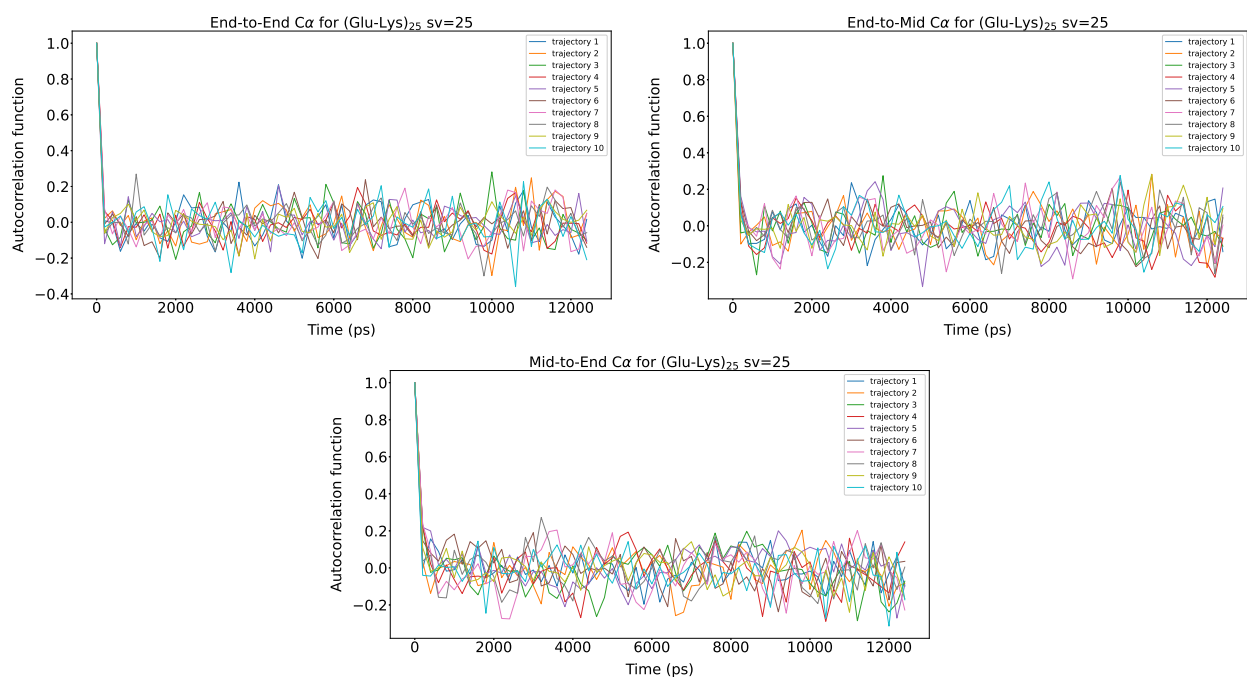 End-to-End Cα for (Glu-Lys)₂₅ sv=25
Autocorrelation function
1.0
0.8
0.6
0.4
0.2
0.0
−0.2
−0.4
0 2000 4000 6000 8000 10000 12000
Time (ps)
trajectory 1
trajectory 2
trajectory 3
trajectory 4
trajectory 5
trajectory 6
trajectory 7
trajectory 8
trajectory 9
trajectory 10
End-to-Mid Cα for (Glu-Lys)₂₅ sv=25
Autocorrelation function
1.0
0.8
0.6
0.4
0.2
0.0
−0.2
0 2000 4000 6000 8000 10000 12000
Time (ps)
trajectory 1
trajectory 2
trajectory 3
trajectory 4
trajectory 5
trajectory 6
trajectory 7
trajectory 8
trajectory 9
trajectory 10
Mid-to-End Cα for (Glu-Lys)₂₅ sv=25
Autocorrelation function
1.0
0.8
0.6
0.4
0.2
0.0
−0.2
0 2000 4000 6000 8000 10000 12000
Time (ps)
trajectory 1
trajectory 2
trajectory 3
trajectory 4
trajectory 5
trajectory 6
trajectory 7
trajectory 8
trajectory 9
trajectory 10